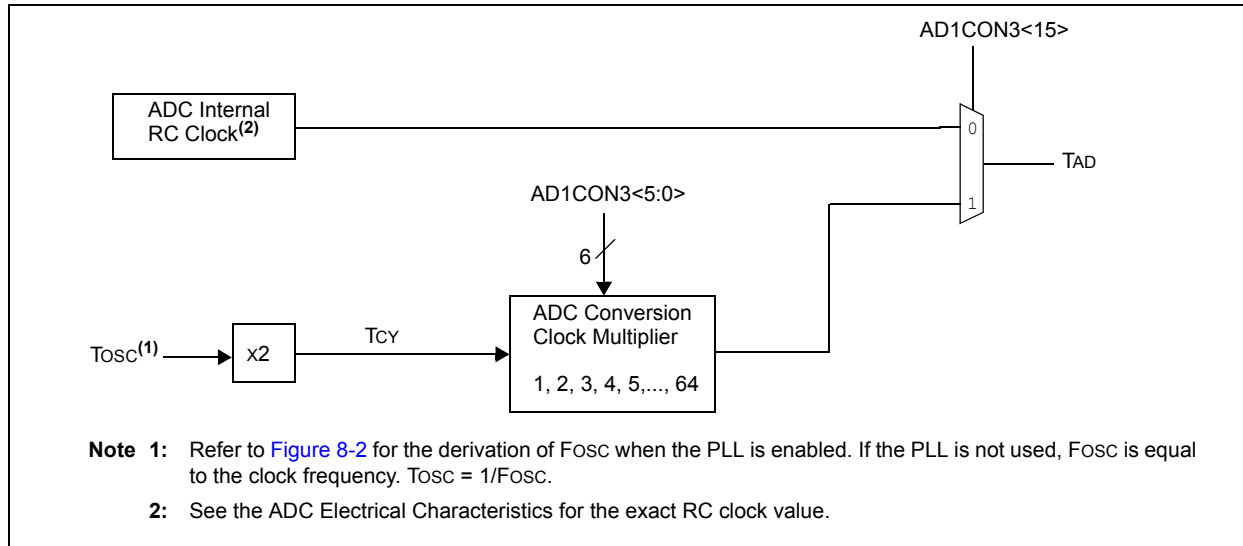 AD1CON3<15>
ADC Internal
RC Clock(2)
0
TAD
AD1CON3<5:0>
1
6
ADC Conversion
Clock Multiplier
TOSC(1)
x2
TCY
1, 2, 3, 4, 5,..., 64
Note 1: Refer to Figure 8-2 for the derivation of FOSC when the PLL is enabled. If the PLL is not used, FOSC is equal
to the clock frequency. TOSC = 1/FOSC.
2: See the ADC Electrical Characteristics for the exact RC clock value.